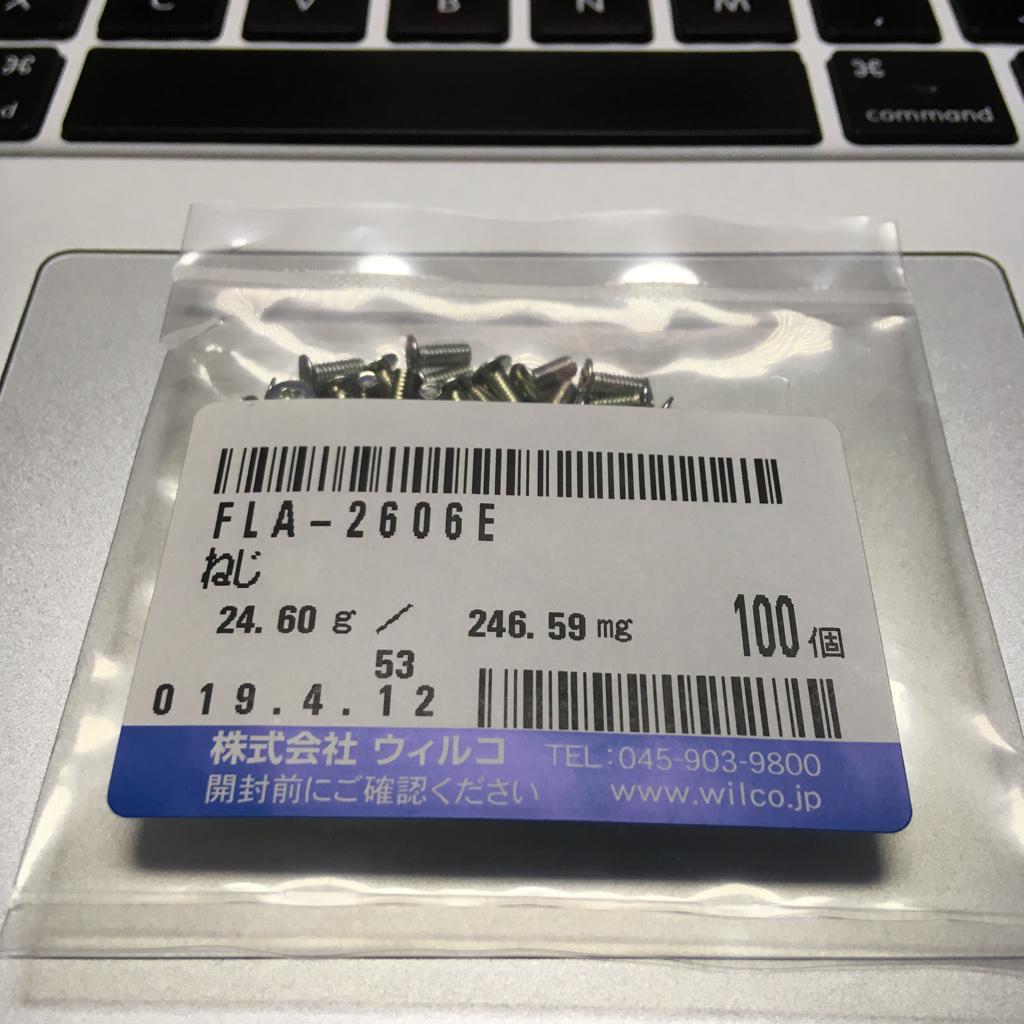 X C V B N M ,
⌘ ⌘
d command
FLA-2606E
ねじ
24.60 g / 246.59 mg 100 個
53
019.4.12
株式会社 ウィルコ TEL:045-903-9800
開封前にご確認ください www.wilco.jp